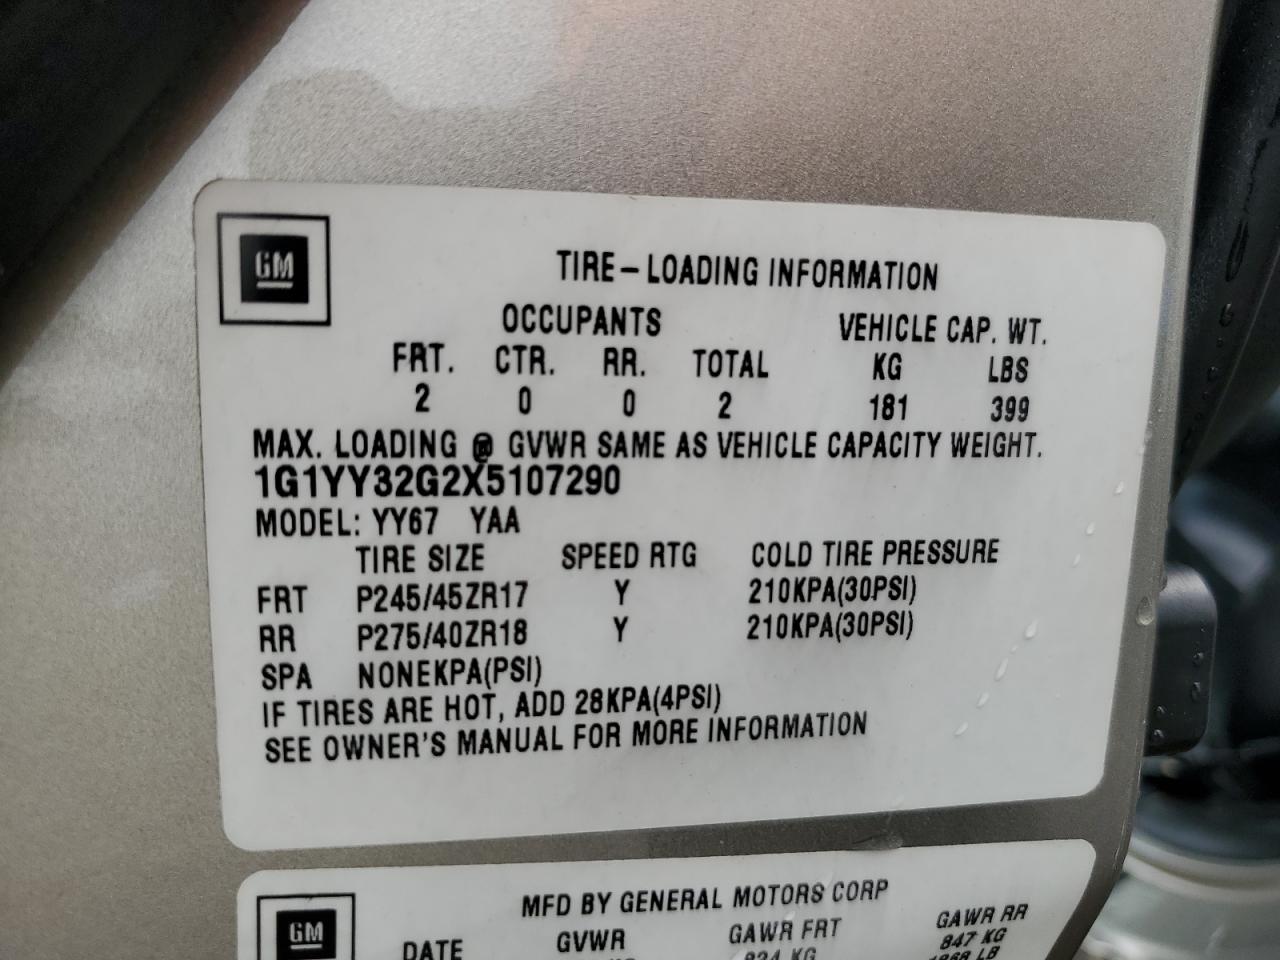 GM
TIRE-LOADING INFORMATION
OCCUPANTS VEHICLE CAP. WT.
FRT. CTR. RR. TOTAL KG LBS
2 0 0 2 181 399
MAX. LOADING @ GVWR SAME AS VEHICLE CAPACITY WEIGHT.
1G1YY32G2X5107290
MODEL: YY67 YAA
TIRE SIZE SPEED RTG COLD TIRE PRESSURE
FRT P245/45ZR17 Y 210KPA(30PSI)
RR P275/40ZR18 Y 210KPA(30PSI)
SPA NONEKPA(PSI)
IF TIRES ARE HOT, ADD 28KPA(4PSI)
SEE OWNER'S MANUAL FOR MORE INFORMATION
GM
MFD BY GENERAL MOTORS CORP
DATE GVWR GAWR FRT GAWR RR
KG 847 KG
LB